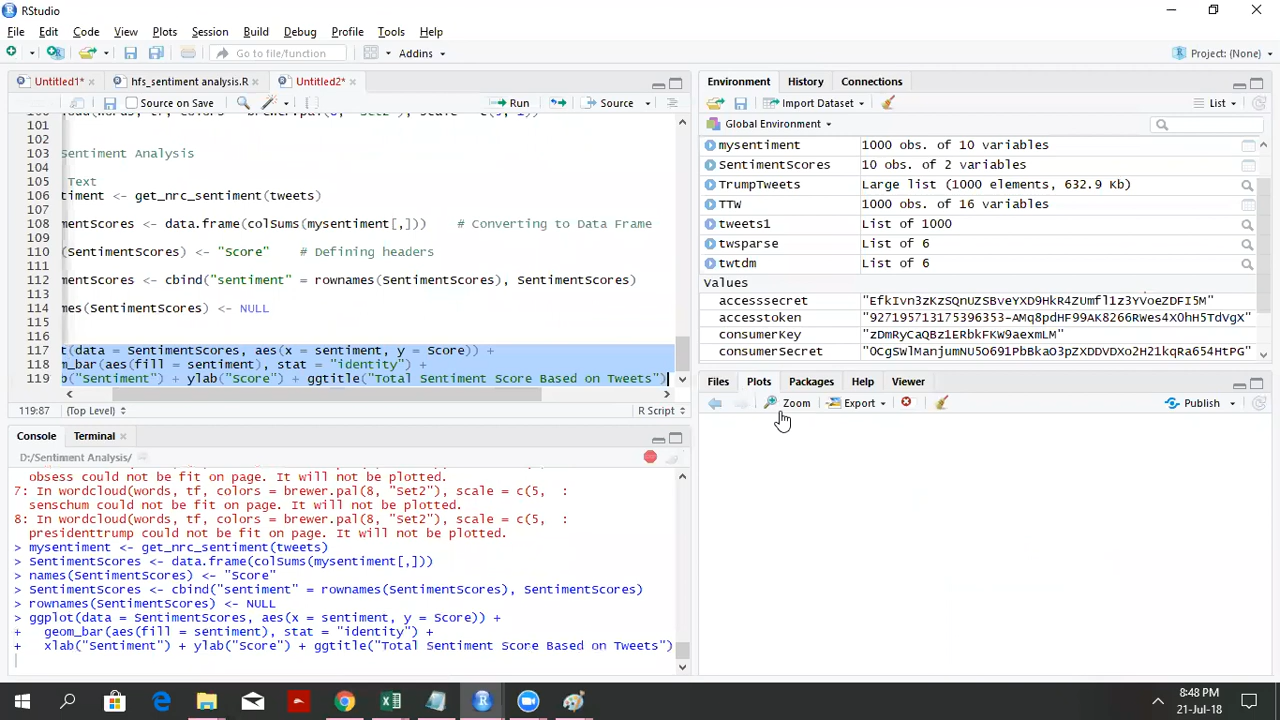 RStudio
File Edit Code View Plots Session Build Debug Profile Tools Help
Go to file/function Addins Project: (None)
Untitled1* hfs_sentiment analysis.R Untitled2*
Source on Save Run Source
101
102
103 Sentiment Analysis
104
105 Text
106 timent <- get_nrc_sentiment(tweets)
107
108 mentScores <- data.frame(colSums(mysentiment[,])) # Converting to Data Frame
109
110 (SentimentScores) <- "Score" # Defining headers
111
112 mentScores <- cbind("sentiment" = rownames(SentimentScores), SentimentScores)
113
114 mes(SentimentScores) <- NULL
115
116
117 t(data = SentimentScores, aes(x = sentiment, y = Score)) +
118 m_bar(aes(fill = sentiment), stat = "identity") +
119 b("Sentiment") + ylab("Score") + ggtitle("Total Sentiment Score Based on Tweets")
119:87 (Top Level) R Script
Console Terminal
D:/Sentiment Analysis/
obsess could not be fit on page. It will not be plotted.
7: In wordcloud(words, tf, colors = brewer.pal(8, "Set2"), scale = c(5, :
senschum could not be fit on page. It will not be plotted.
8: In wordcloud(words, tf, colors = brewer.pal(8, "Set2"), scale = c(5, :
presidenttrump could not be fit on page. It will not be plotted.
> mysentiment <- get_nrc_sentiment(tweets)
> SentimentScores <- data.frame(colSums(mysentiment[,]))
> names(SentimentScores) <- "Score"
> SentimentScores <- cbind("sentiment" = rownames(SentimentScores), SentimentScores)
> rownames(SentimentScores) <- NULL
> ggplot(data = SentimentScores, aes(x = sentiment, y = Score)) +
+ geom_bar(aes(fill = sentiment), stat = "identity") +
+ xlab("Sentiment") + ylab("Score") + ggtitle("Total Sentiment Score Based on Tweets")
Environment History Connections
Import Dataset List
Global Environment
mysentiment 1000 obs. of 10 variables
SentimentScores 10 obs. of 2 variables
TrumpTweets Large list (1000 elements, 632.9 Kb)
TTW 1000 obs. of 16 variables
tweets1 List of 1000
twsparse List of 6
twtdm List of 6
Values
accesssecret
accesstoken
consumerKey
consumerSecret
Files Plots Packages Help Viewer
Zoom Export Publish
8:48 PM
21-Jul-18